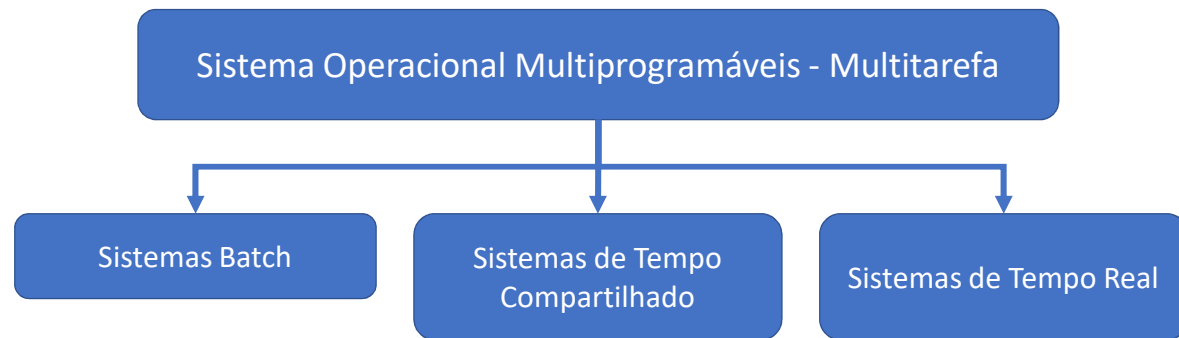 Sistema Operacional Multiprogramáveis - Multitarefa
Sistemas Batch
Sistemas de Tempo
Compartilhado
Sistemas de Tempo Real